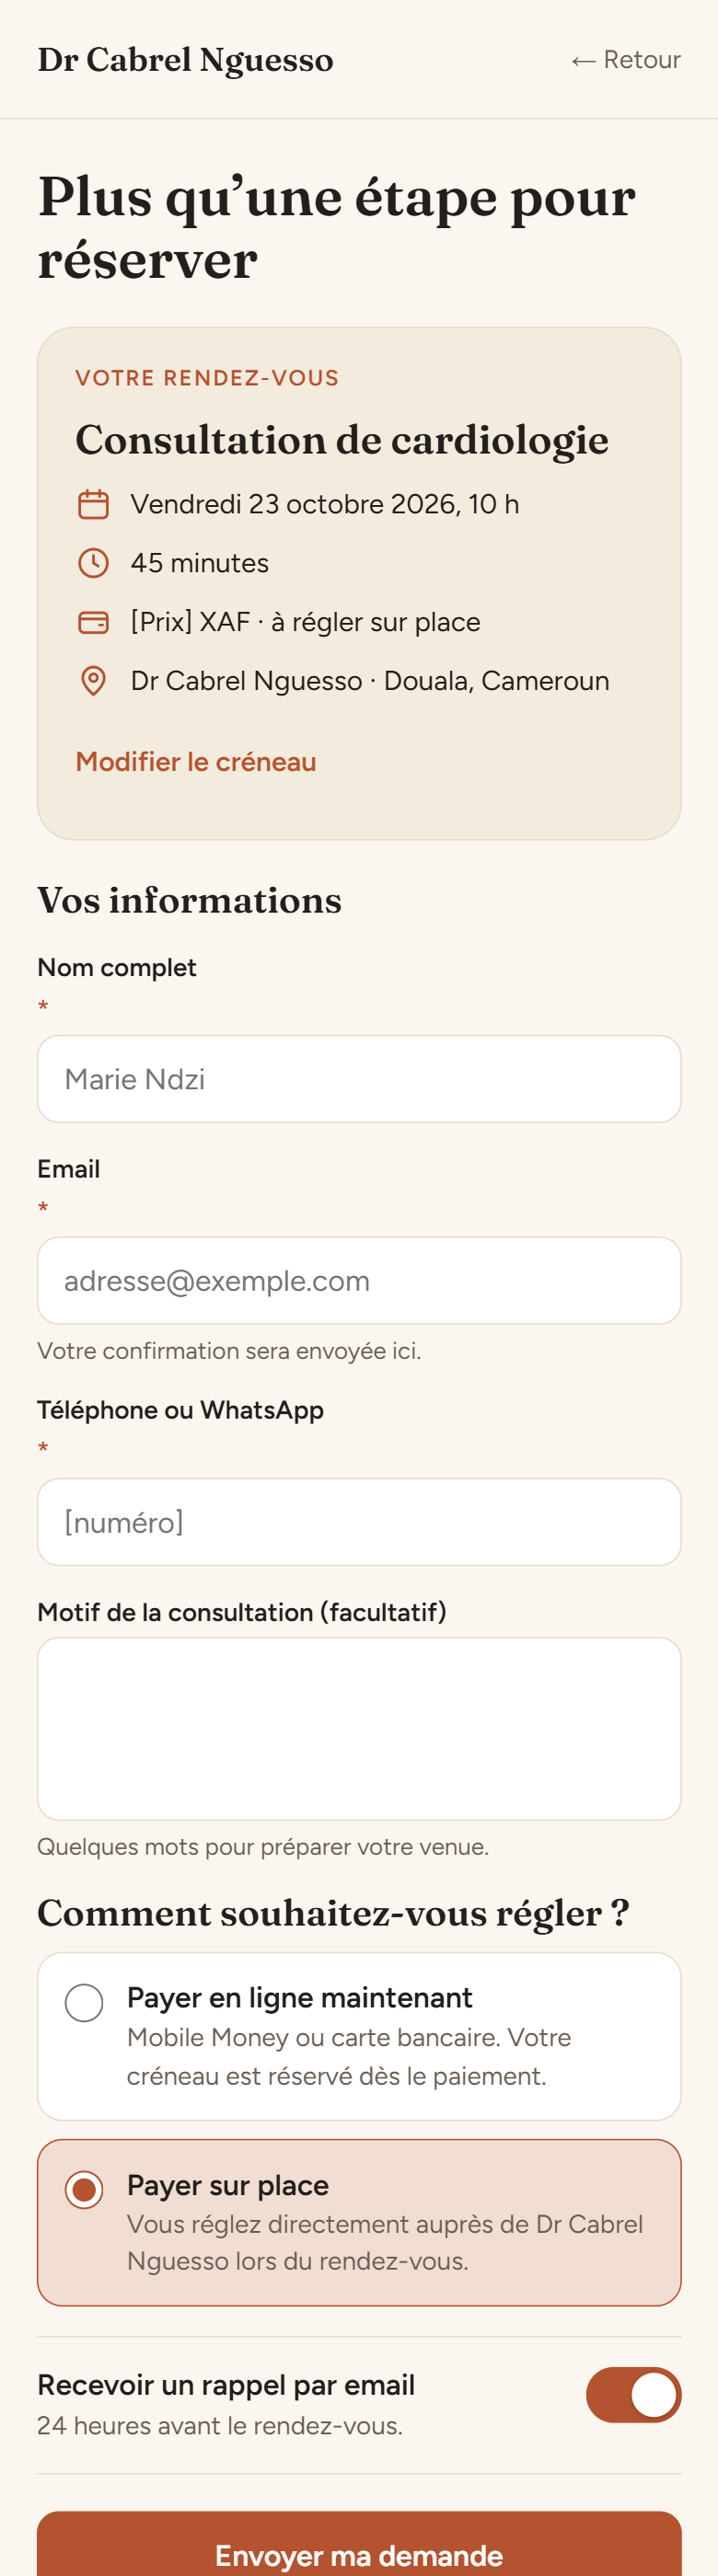 Dr Cabrel Nguesso
← Retour
Plus qu’une étape pour
réserver
VOTRE RENDEZ-VOUS
Consultation de cardiologie
Vendredi 23 octobre 2026, 10 h
45 minutes
[Prix] XAF · à régler sur place
Dr Cabrel Nguesso · Douala, Cameroun
Modifier le créneau
Vos informations
Nom complet
*
Marie Ndzi
Email
*
adresse@exemple.com
Votre confirmation sera envoyée ici.
Téléphone ou WhatsApp
*
[numéro]
Motif de la consultation (facultatif)
Quelques mots pour préparer votre venue.
Comment souhaitez-vous régler ?
Payer en ligne maintenant
Mobile Money ou carte bancaire. Votre
créneau est réservé dès le paiement.
Payer sur place
Vous réglez directement auprès de Dr Cabrel
Nguesso lors du rendez-vous.
Recevoir un rappel par email
24 heures avant le rendez-vous.
Envoyer ma demande